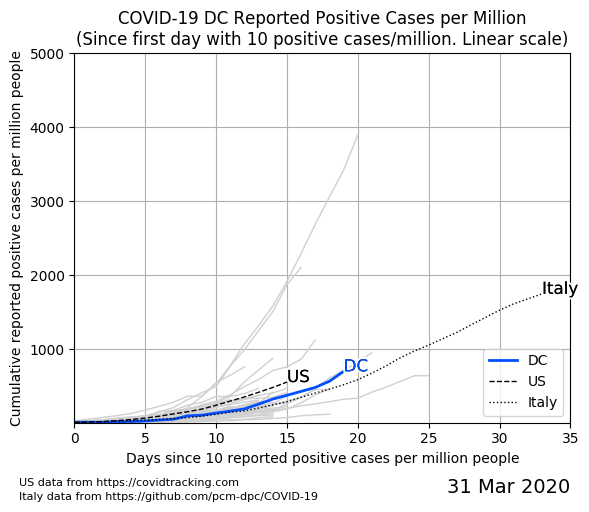 COVID-19 DC Reported Positive Cases per Million
(Since first day with 10 positive cases/million. Linear scale)
Cumulative reported positive cases per million people
5000
4000
3000
2000
1000
Italy
DC
US
DC
US
Italy
0 5 10 15 20 25 30 35
Days since 10 reported positive cases per million people
US data from https://covidtracking.com
Italy data from https://github.com/pcm-dpc/COVID-19
31 Mar 2020